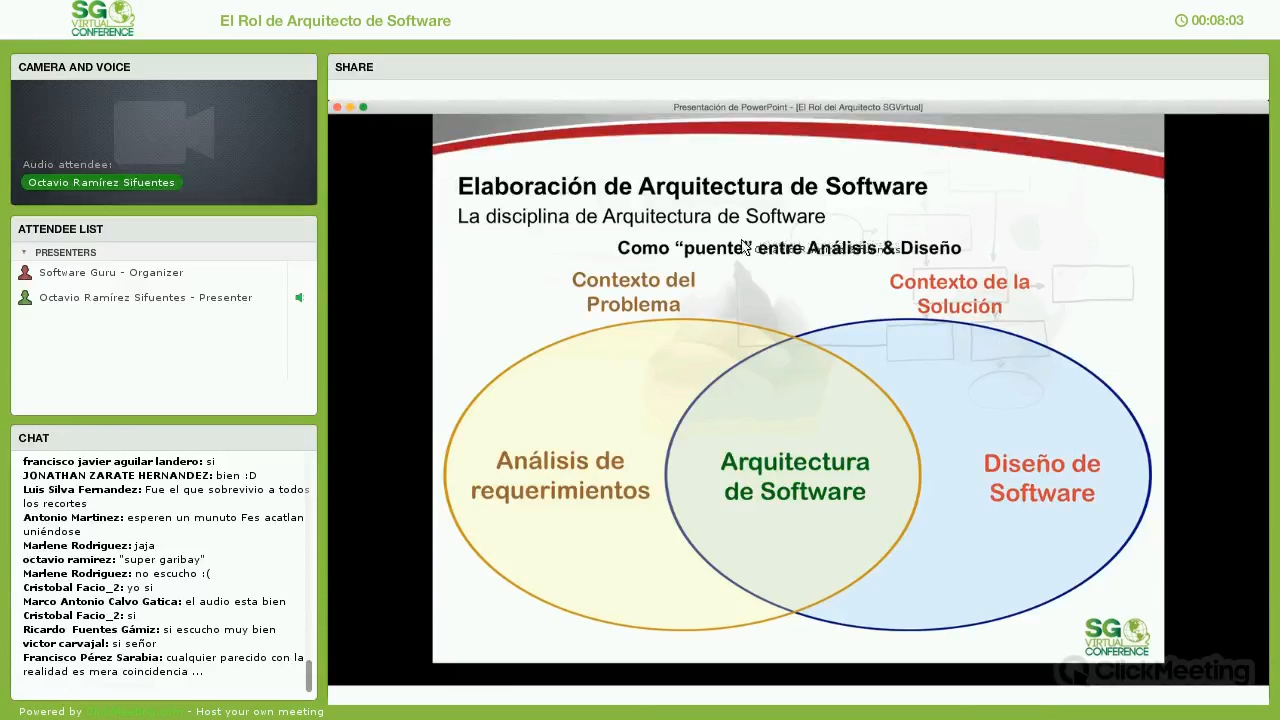 SG
VIRTUAL
CONFERENCE
El Rol de Arquitecto de Software
00:08:03
CAMERA AND VOICE
Audio attendee:
Octavio Ramírez Sifuentes
ATTENDEE LIST
PRESENTERS
Software Guru - Organizer
Octavio Ramírez Sifuentes - Presenter
CHAT
francisco javier aguilar landero: si
JONATHAN ZARATE HERNANDEZ: bien :D
Luis Silva Fernandez: Fue el que sobrevivio a todos
los recortes
Antonio Martinez: esperen un munuto Fes acatlan
uniéndose
Marlene Rodriguez: jaja
octavio ramirez: "super garibay"
Marlene Rodriguez: no escucho :(
Cristobal Facio_2: yo si
Marco Antonio Calvo Gatica: el audio esta bien
Cristobal Facio_2: si
Ricardo Fuentes Gámiz: si escucho muy bien
victor carvajal: si señor
Francisco Pérez Sarabia: cualquier parecido con la
realidad es mera coincidencia ...
Powered by ClickMeeting.com - Host your own meeting
SHARE
Presentación de PowerPoint - [El Rol del Arquitecto SGVirtual]
Elaboración de Arquitectura de Software
La disciplina de Arquitectura de Software
Como “puente” entre Análisis & Diseño
Contexto del
Problema
Contexto de la
Solución
Análisis de
requerimientos
Arquitectura
de Software
Diseño de
Software
SG
VIRTUAL
CONFERENCE
ClickMeeting